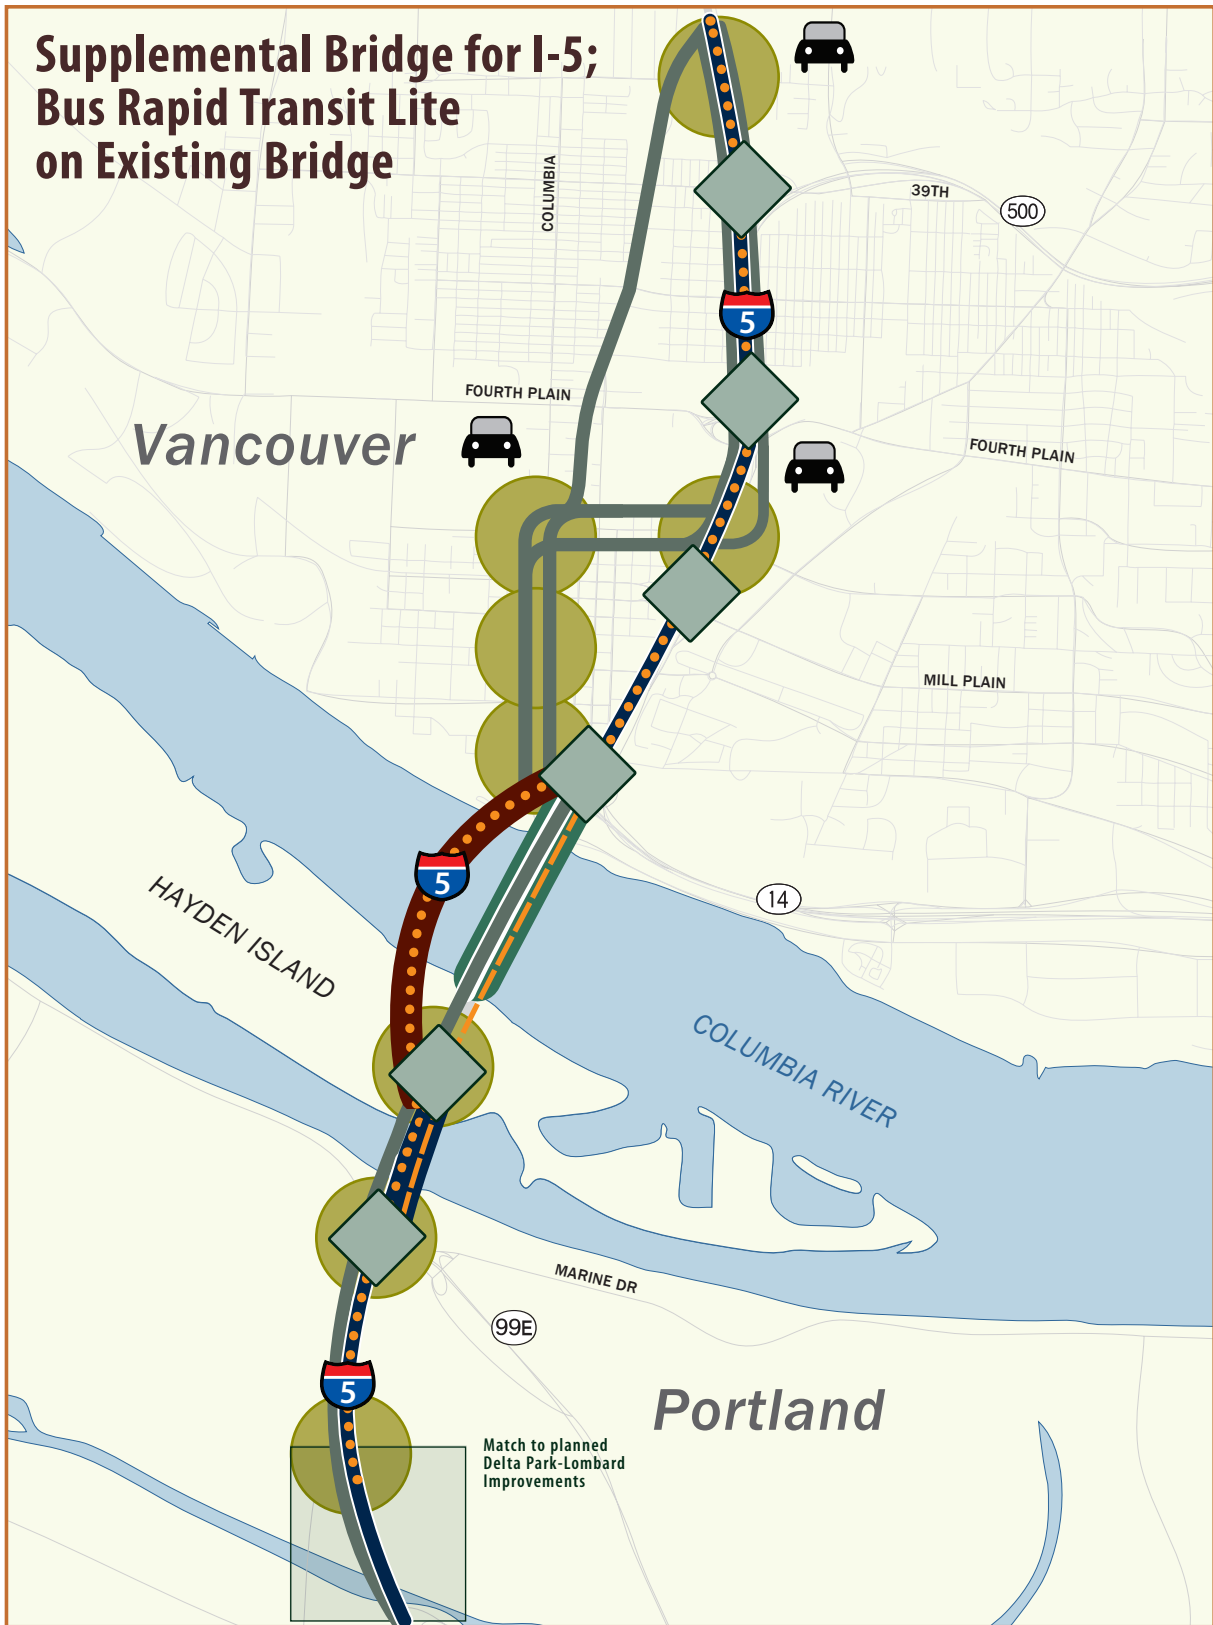 Supplemental Bridge for I-5;
Bus Rapid Transit Lite
on Existing Bridge
COLUMBIA
39TH
500
5
FOURTH PLAIN
Vancouver
FOURTH PLAIN
MILL PLAIN
5
14
HAYDEN ISLAND
COLUMBIA RIVER
MARINE DR
99E
5
Portland
Match to planned
Delta Park-Lombard
Improvements